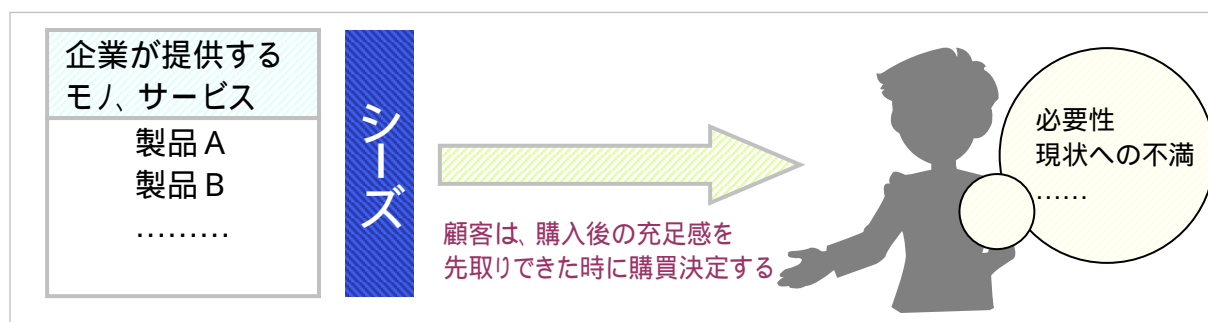 企業が提供する
モノ、サービス
製品A
製品B
………
シーズ
顧客は、購入後の充足感を
先取りできた時に購買決定する
必要性
現状への不満
……